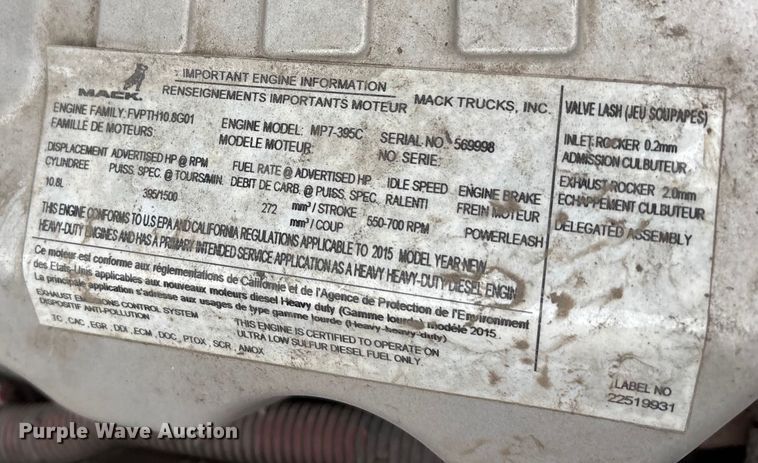 MACK.
IMPORTANT ENGINE INFORMATION
RENSEIGNEMENTS IMPORTANTS MOTEUR
MACK TRUCKS, INC.
ENGINE FAMILY: FVPTH10.8G01
FAMILLE DE MOTEURS:
ENGINE MODEL: MP7-395C
MODELE MOTEUR:
SERIAL NO: 569998
NO. SERIE:
DISPLACEMENT ADVERTISED HP @ RPM FUEL RATE @ ADVERTISED HP IDLE SPEED ENGINE BRAKE
CYLINDREE PUISS. SPEC @ TOURS/MIN. DEBIT DE CARB. @ PUISS. SPEC. RALENTI FREIN MOTEUR
10.8L 395/1500 272 mm³ / STROKE 550-700 RPM POWERLEASH
mm³ / COUP
THIS ENGINE CONFORMS TO U.S EPA AND CALIFORNIA REGULATIONS APPLICABLE TO 2015 MODEL YEAR NEW
HEAVY-DUTY ENGINES AND HAS A PRIMARY INTENDED SERVICE APPLICATION AS A HEAVY HEAVY-DUTY DIESEL ENGIN
Ce moteur est conforme aux réglementations de Californie et de l'Agence de Protection de l'Environment
des Etats Unis applicables aux nouveaux moteurs diesel Heavy duty (Gamme lourde) modéle 2015.
La principale application s'adresse aux usages de type gamme lourde (Heavy heavy-duty)
EXHAUST EMISSIONS CONTROL SYSTEM
DISPOSITIF ANTI-POLLUTION
TC ,CAC ,EGR ,DDI ,ECM , DOC , PTOX , SCR , AMOX
THIS ENGINE IS CERTIFIED TO OPERATE ON
ULTRA LOW SULFUR DIESEL FUEL ONLY
VALVE LASH (JEU SOUPAPES)
INLET ROCKER 0.2mm
ADMISSION CULBUTEUR
EXHAUST ROCKER 2.0mm
ECHAPPEMENT CULBUTEUR
DELEGATED ASSEMBLY
LABEL NO
22519931
Purple Wave Auction